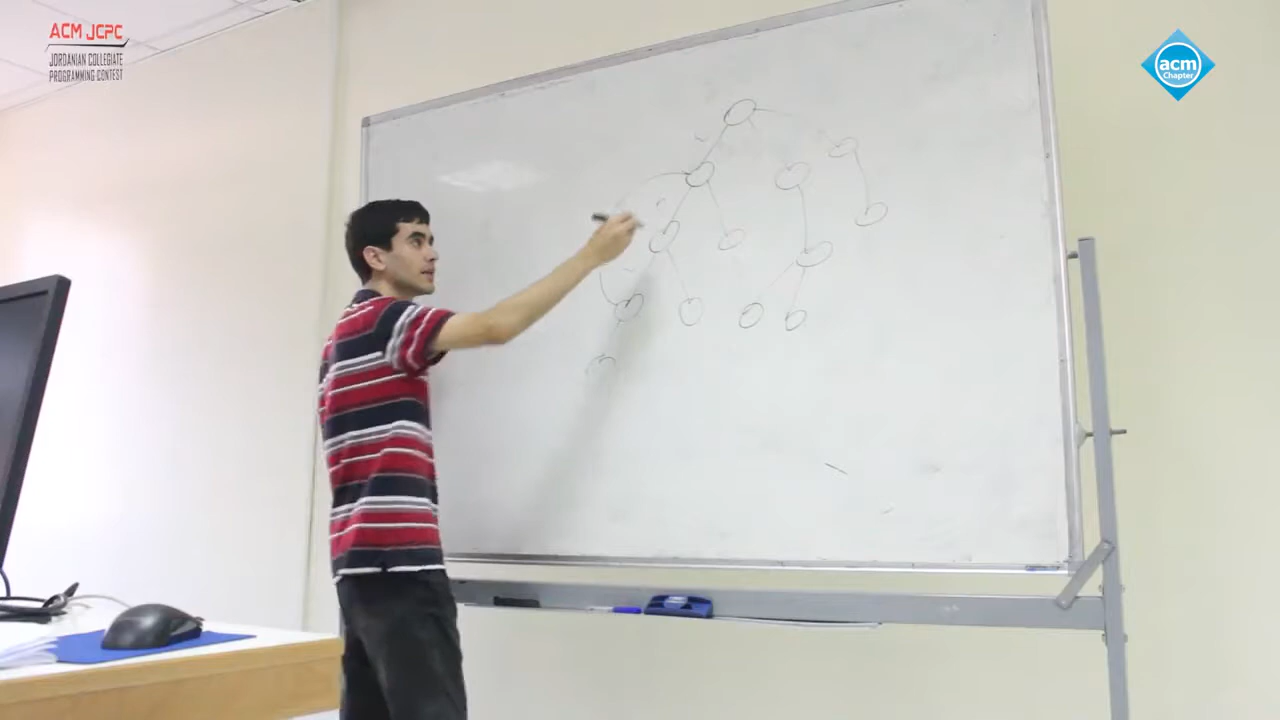 ACM JCPC
JORDANIAN COLLEGIATE
PROGRAMMING CONTEST
acm
Chapter